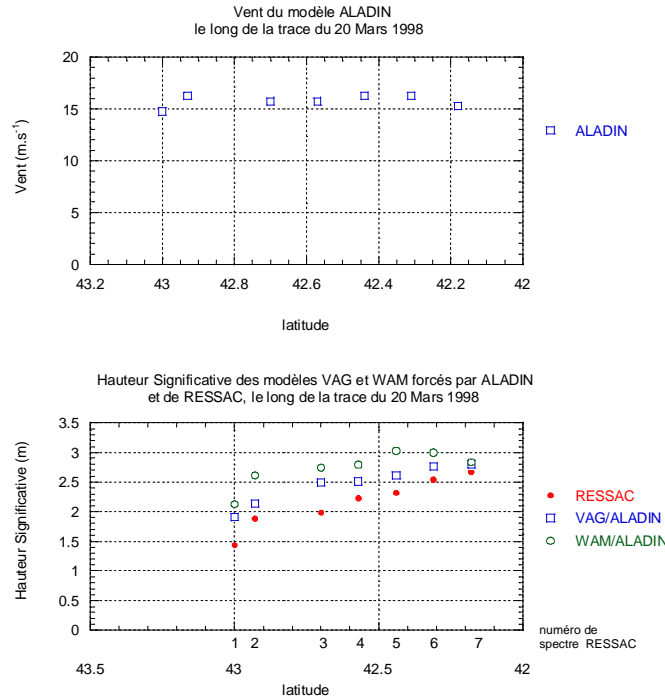 Vent du modèle ALADIN
le long de la trace du 20 Mars 1998
20
15
10
5
0
Vent (m.s⁻¹)
43.2 43 42.8 42.6 42.4 42.2 42
latitude
ALADIN
Hauteur Significative des modèles VAG et WAM forcés par ALADIN
et de RESSAC, le long de la trace du 20 Mars 1998
3.5
3
2.5
2
1.5
1
0.5
0
Hauteur Significative (m)
RESSAC
VAG/ALADIN
WAM/ALADIN
1 2 3 4 5 6 7
numéro de
spectre RESSAC
43.5 43 42.5 42
latitude